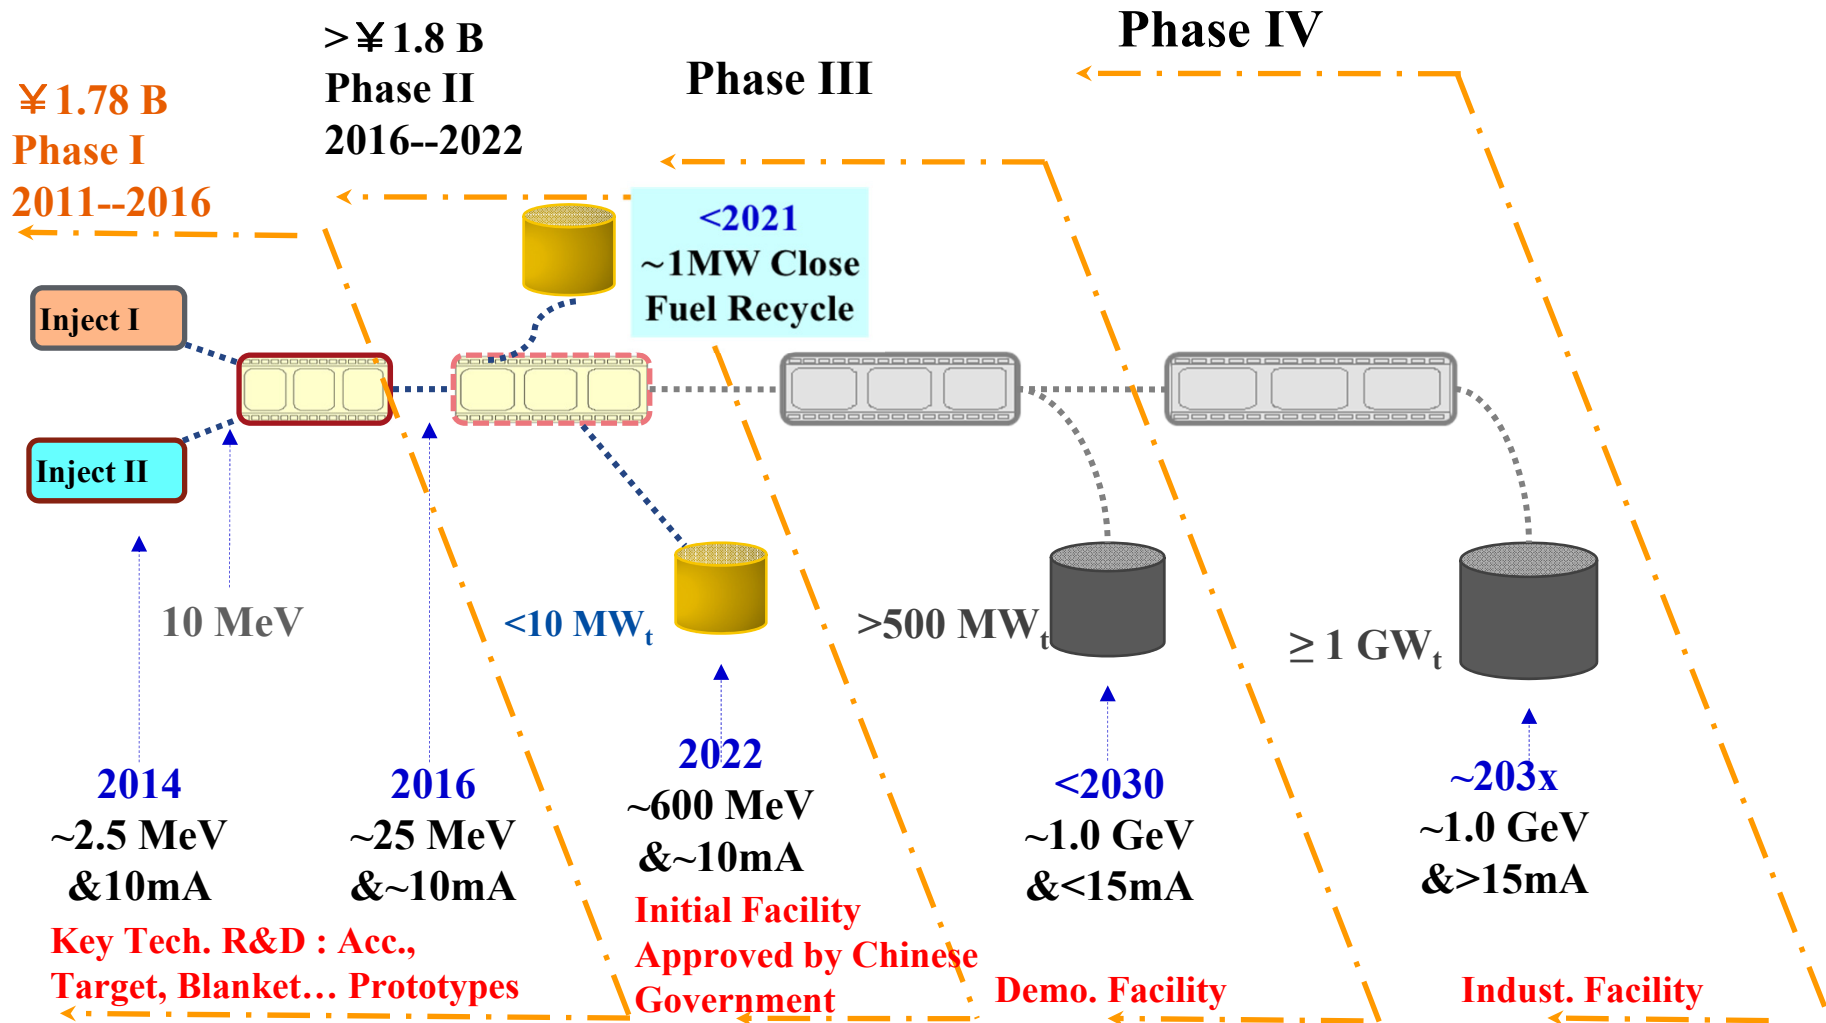 ¥ 1.78 B
Phase I
2011--2016
> ¥ 1.8 B
Phase II
2016--2022
Phase III
Phase IV
<2021
~1MW Close
Fuel Recycle
Inject I
Inject II
10 MeV
<10 MWt
>500 MWt
≥ 1 GWt
2014
~2.5 MeV
&10mA
2016
~25 MeV
&~10mA
2022
~600 MeV
&~10mA
<2030
~1.0 GeV
&<15mA
~203x
~1.0 GeV
&>15mA
Key Tech. R&D : Acc.,
Target, Blanket… Prototypes
Initial Facility
Approved by Chinese
Government
Demo. Facility
Indust. Facility